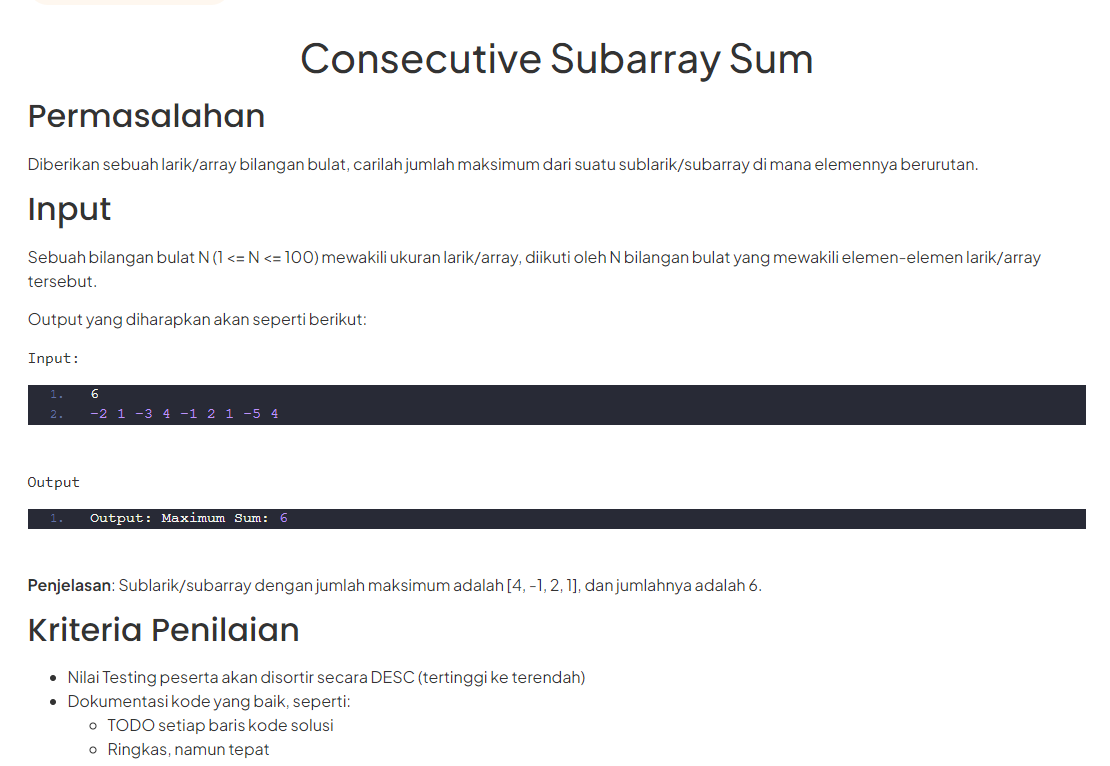 Consecutive Subarray Sum
Permasalahan
Diberikan sebuah larik/array bilangan bulat, carilah jumlah maksimum dari suatu sublarik/subarray di mana elemennya berurutan.
Input
Sebuah bilangan bulat N (1 <= N <= 100) mewakili ukuran larik/array, diikuti oleh N bilangan bulat yang mewakili elemen-elemen larik/array
tersebut.
Output yang diharapkan akan seperti berikut:
Input:
1. 6
2. -2 1 -3 4 -1 2 1 -5 4
Output
1. Output: Maximum Sum: 6
Penjelasan: Sublarik/subarray dengan jumlah maksimum adalah [4, -1, 2, 1], dan jumlahnya adalah 6.
Kriteria Penilaian
• Nilai Testing peserta akan disortir secara DESC (tertinggi ke terendah)
• Dokumentasi kode yang baik, seperti:
◦ TODO setiap baris kode solusi
◦ Ringkas, namun tepat